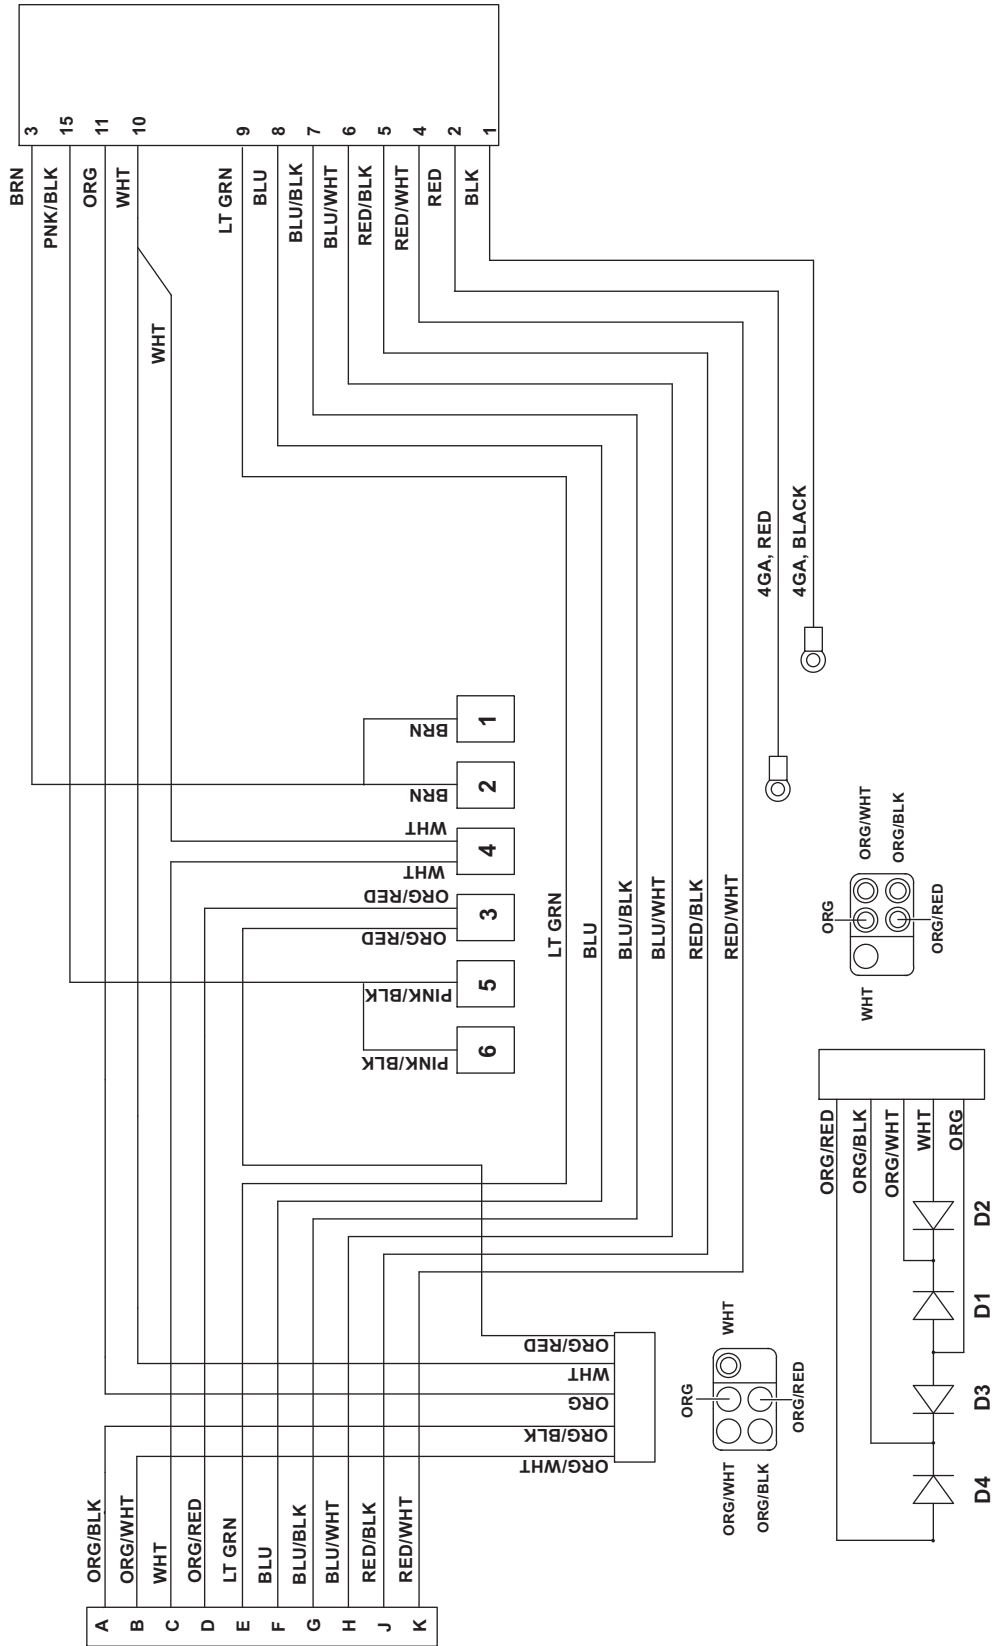 3
15
11
10
9
8
7
6
5
4
2
1
BRN
PNK/BLK
ORG
WHT
LT GRN
BLU
BLU/BLK
BLU/WHT
RED/BLK
RED/WHT
RED
BLK
WHT
4GA, RED
4GA, BLACK
BRN
1
BRN
2
WHT
4
WHT
ORG/RED
3
ORG/RED
PINK/BLK
5
PINK/BLK
6
LT GRN
BLU
BLU/BLK
BLU/WHT
RED/BLK
RED/WHT
ORG/WHT
ORG/BLK
ORG
ORG/RED
WHT
ORG/RED
ORG/BLK
ORG/WHT
WHT
ORG
D2
D1
D3
D4
ORG/RED
WHT
ORG
ORG/BLK
ORG/WHT
WHT
ORG
ORG/RED
ORG/WHT
ORG/BLK
ORG/BLK
ORG/WHT
WHT
ORG/RED
LT GRN
BLU
BLU/BLK
BLU/WHT
RED/BLK
RED/WHT
A
B
C
D
E
F
G
H
J
K